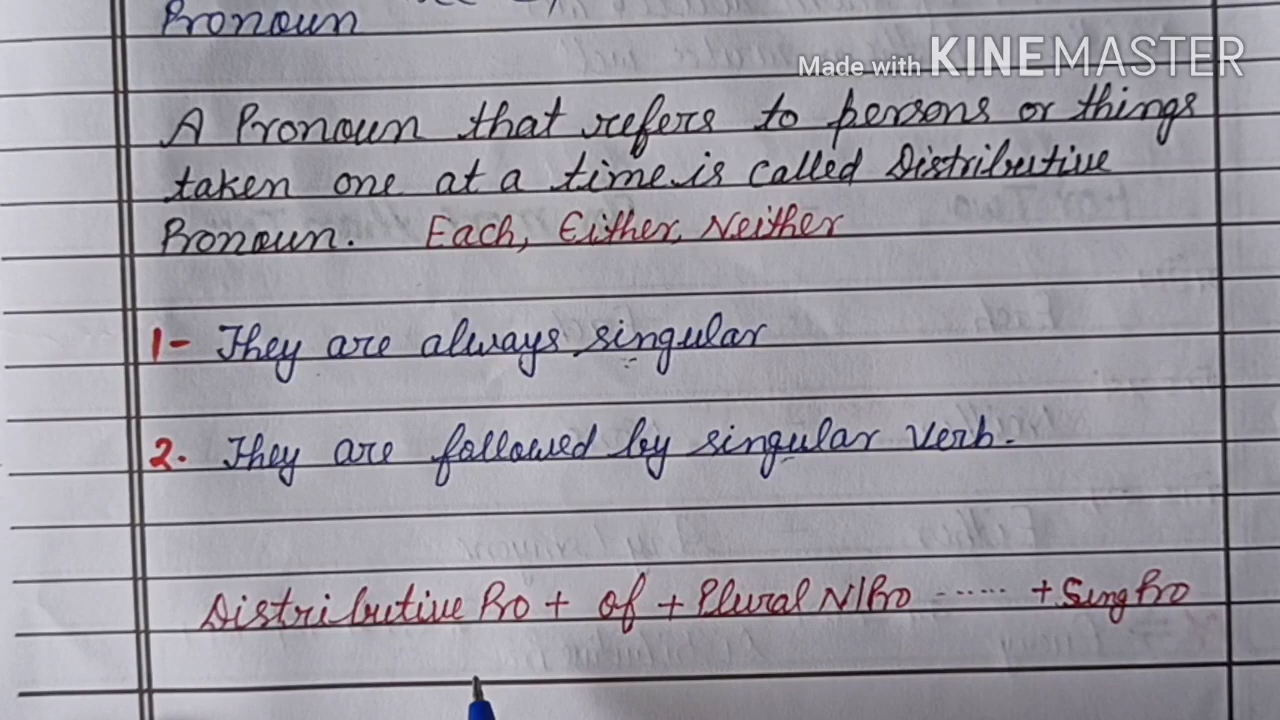 Pronoun
Made with KINEMASTER
A Pronoun that refers to persons or things
taken one at a time is called Distributive
Pronoun. Each, Either, Neither
1- They are always singular
2. They are followed by singular verb.
Distributive Pro + of + Plural N/Pro ...... + Sing Pro